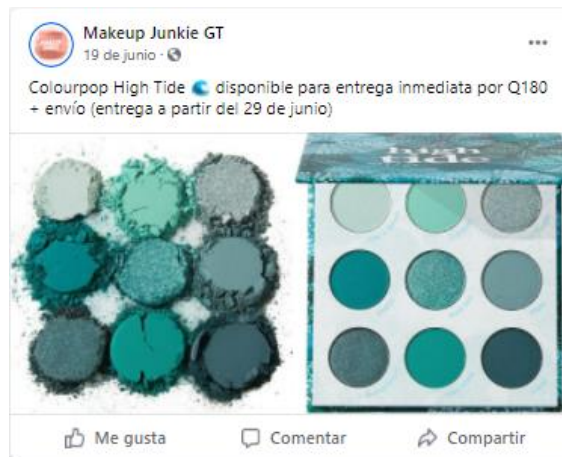 Makeup Junkie GT
19 de junio ·
Colourpop High Tide 🌊 disponible para entrega inmediata por Q180
+ envío (entrega a partir del 29 de junio)
high
tide
Me gusta
Comentar
Compartir